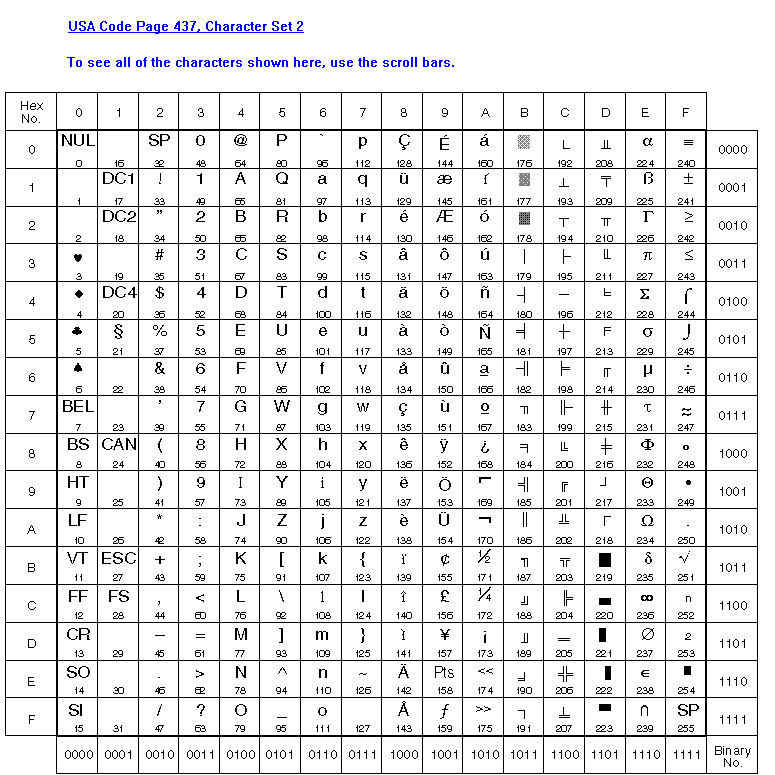 USA Code Page 437, Character Set 2
To see all of the characters shown here, use the scroll bars.
Hex No. 0 1 2 3 4 5 6 7 8 9 A B C D E F
0 NUL SP 0 @ P ` p Ç É á ▒ └ ╨ α ≡ 0000
0 16 32 48 64 80 96 112 128 144 160 176 192 208 224 240
1 DC1 ! 1 A Q a q ü æ í ▒ ┴ ╤ ß ± 0001
1 17 33 49 65 81 97 113 129 145 161 177 193 209 225 241
2 DC2 " 2 B R b r é Æ ó ▓ ┬ ╥ Γ ≥ 0010
2 18 34 50 66 82 98 114 130 146 162 178 194 210 226 242
3 ♥ # 3 C S c s â ô ú │ ├ ╙ π ≤ 0011
3 19 35 51 67 83 99 115 131 147 163 179 195 211 227 243
4 ♦ DC4 $ 4 D T d t ä ö ñ ┤ ─ ╘ Σ ⌠ 0100
4 20 36 52 68 84 100 116 132 148 164 180 196 212 228 244
5 ♣ § % 5 E U e u à ò Ñ ╡ ┼ ╒ σ ⌡ 0101
5 21 37 53 69 85 101 117 133 149 165 181 197 213 229 245
6 ♠ & 6 F V f v å û ª ╢ ╞ ╓ µ ÷ 0110
6 22 38 54 70 86 102 118 134 150 166 182 198 214 230 246
7 BEL ' 7 G W g w ç ù º ╖ ╟ ╫ τ ≈ 0111
7 23 39 55 71 87 103 119 135 151 167 183 199 215 231 247
8 BS CAN ( 8 H X h x ê ÿ ¿ ╕ ╚ ╪ Φ ° 1000
8 24 40 56 72 88 104 120 136 152 168 184 200 216 232 248
9 HT ) 9 I Y i y ë Ö ⌐ ╣ ╔ ┘ Θ • 1001
9 25 41 57 73 89 105 121 137 153 169 185 201 217 233 249
A LF * : J Z j z è Ü ¬ ║ ╩ ┌ Ω · 1010
10 26 42 58 74 90 106 122 138 154 170 186 202 218 234 250
B VT ESC + ; K [ k { ï ¢ ½ ╗ ╦ █ δ √ 1011
11 27 43 59 75 91 107 123 139 155 171 187 203 219 235 251
C FF FS , < L \ l | î £ ¼ ╝ ╠ ▄ ∞ ⁿ 1100
12 28 44 60 76 92 108 124 140 156 172 188 204 220 236 252
D CR – = M ] m } ì ¥ ¡ ╜ ═ ▌ ∅ ² 1101
13 29 45 61 77 93 109 125 141 157 173 189 205 221 237 253
E SO . > N ^ n ~ Ä Pts << ╛ ╬ ▐ ∈ ■ 1110
14 30 46 62 78 94 110 126 142 158 174 190 206 222 238 254
F SI / ? O _ o Å ƒ >> ┐ ╧ ▀ ∩ SP 1111
15 31 47 63 79 95 111 127 143 159 175 191 207 223 239 255
0000 0001 0010 0011 0100 0101 0110 0111 1000 1001 1010 1011 1100 1101 1110 1111 Binary No.